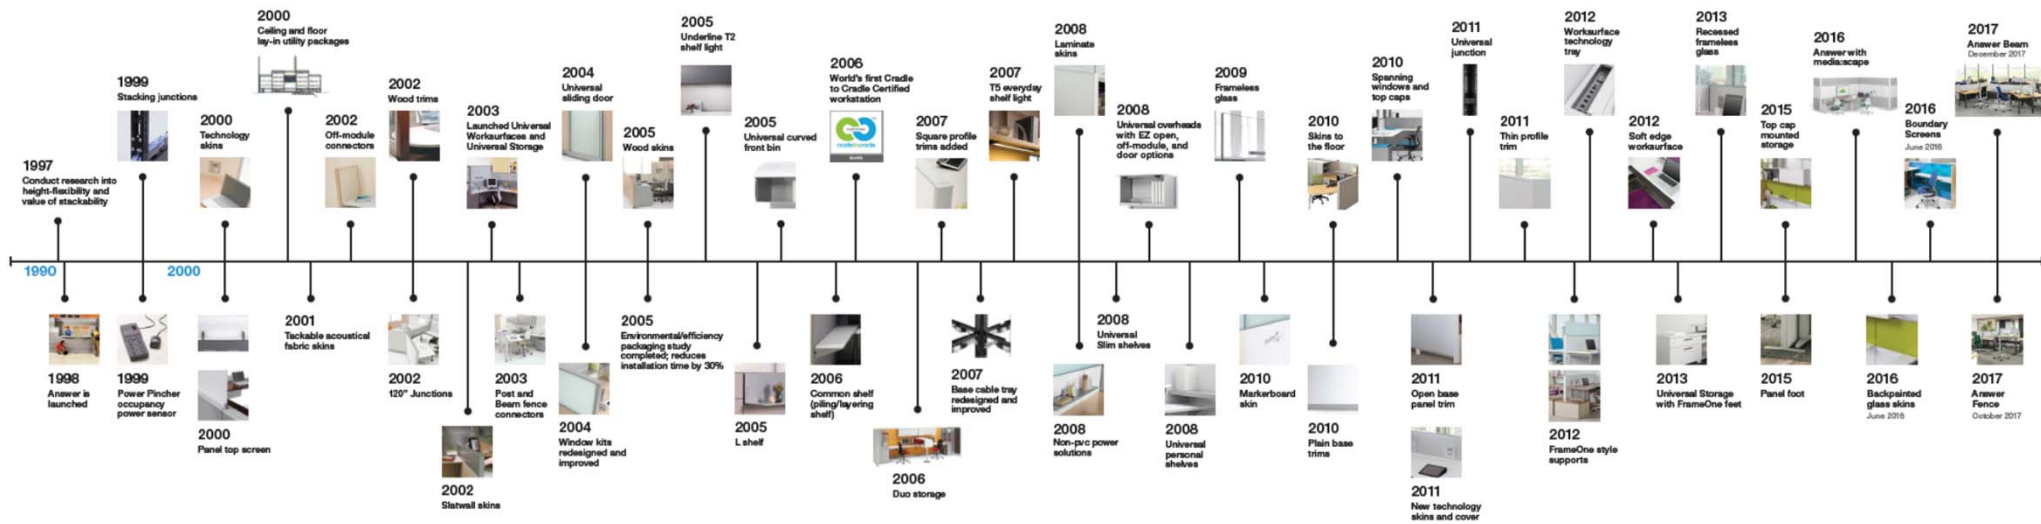 1997
Conduct research into
height-flexibility and
value of stackability
1999
Stacking junctions
2000
Technology
skins
2000
Ceiling and floor
lay-in utility packages
2002
Off-module
connectors
2002
Wood trims
2003
Launched Universal
Worksurfaces and
Universal Storage
2004
Universal
sliding door
2005
Wood skins
2005
Underline T2
shelf light
2005
Universal curved
front bin
2006
World's first Cradle
to Cradle Certified
workstation
cradletocradle
2007
Square profile
trims added
2007
T5 everyday
shelf light
2008
Laminate
skins
2008
Universal overheads
with EZ open,
off-module, and
door options
2009
Frameless
glass
2010
Skins to
the floor
2010
Spanning
windows and
top caps
2011
Universal
junction
2011
Thin profile
trim
2012
Worksurface
technology
tray
2012
Soft edge
worksurface
2013
Recessed
frameless
glass
2015
Top cap
mounted
storage
2016
Answer with
media:scape
2016
Boundary
Screens
June 2016
2017
Answer Beam
December 2017
1990
2000
1998
Answer is
launched
1999
Power Pincher
occupancy
power sensor
2000
Panel top screen
2001
Tackable acoustical
fabric skins
2002
120" Junctions
2002
Slatwall skins
2003
Post and
Beam fence
connectors
2004
Window kits
redesigned and
improved
2005
Environmental/efficiency
packaging study
completed; reduces
installation time by 30%
2005
L shelf
2006
Common shelf
(piling/layering
shelf)
2006
Duo storage
2007
Base cable tray
redesigned and
improved
2008
Non-pvc power
solutions
2008
Universal
Slim shelves
2008
Universal
personal
shelves
2010
Markerboard
skin
2010
Plain base
trims
2011
Open base
panel trim
2011
New technology
skins and cover
2012
FrameOne style
supports
2013
Universal Storage
with FrameOne feet
2015
Panel foot
2016
Backpainted
glass skins
June 2016
2017
Answer
Fence
October 2017